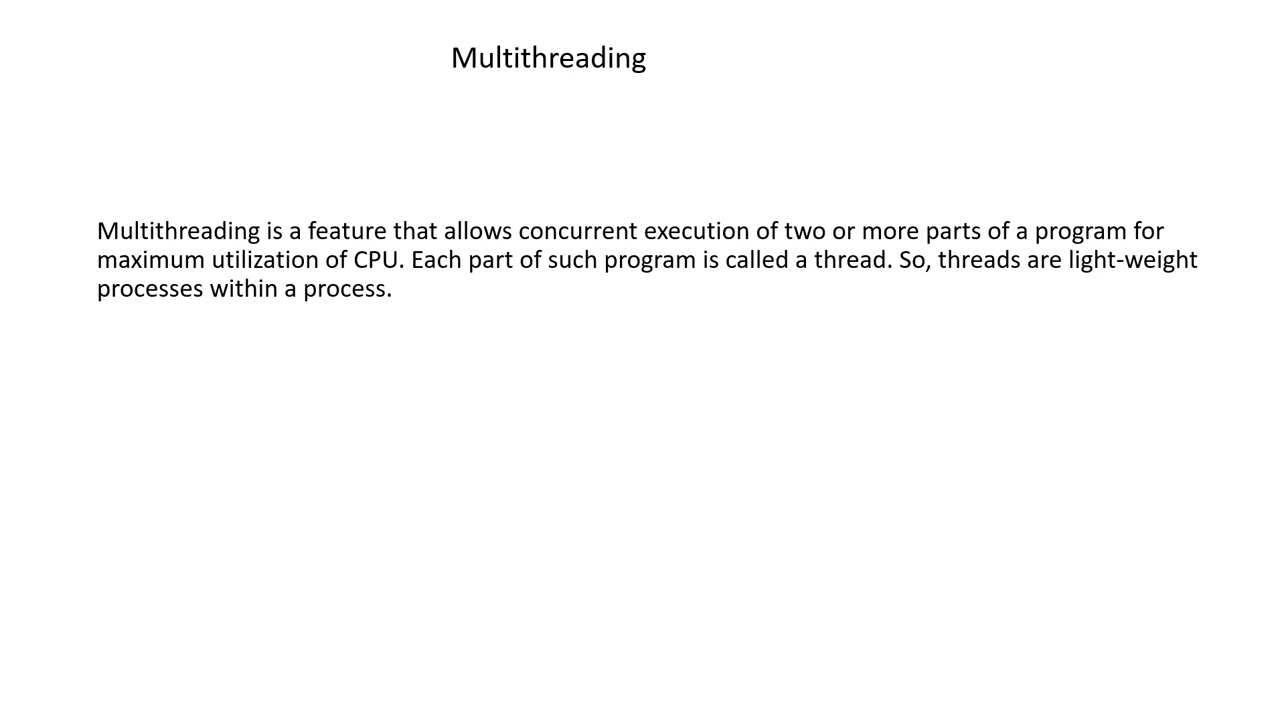 Multithreading
Multithreading is a feature that allows concurrent execution of two or more parts of a program for
maximum utilization of CPU. Each part of such program is called a thread. So, threads are light-weight
processes within a process.